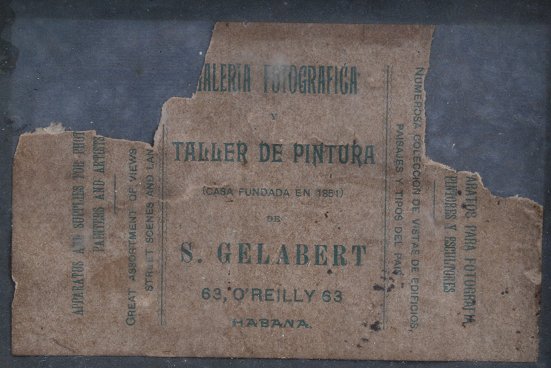 APPARATUS AND SUPPLIES FOR PHOT
PAINTERS AND ARTISTS
GREAT ASSORTMENT OF VIEWS
STREET SCENES AND LAN
ALERIA FOTOGRAFICA
Y
TALLER DE PINTURA
(CASA FUNDADA EN 1851)
DE
S. GELABERT
63, O'REILLY 63
HABANA.
NUMEROSA COLECCION DE VISTAS DE EDIFICIOS,
PAISAJES Y TIPOS DEL PAIS
ARATOS PARA FOTOGRAFIA
PINTORES Y ESCULTORES